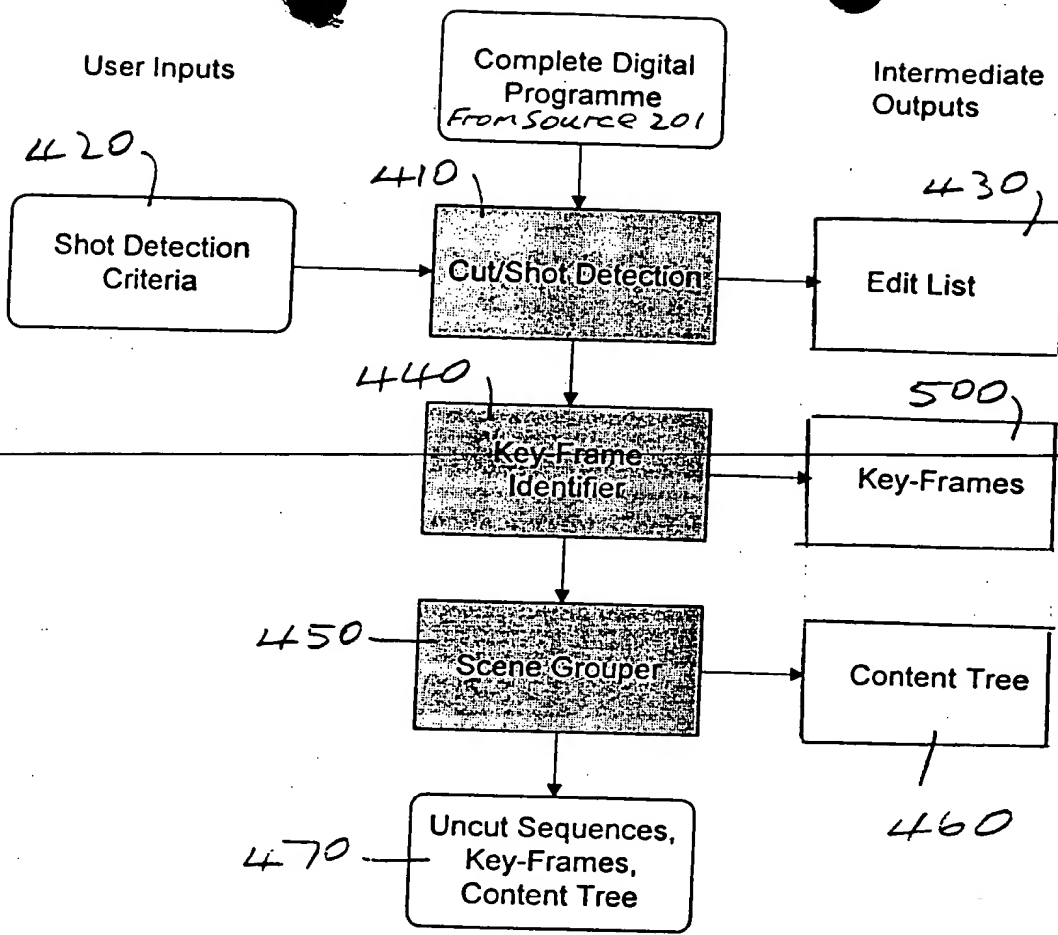 User Inputs
Complete Digital
Programme
From Source 201
Intermediate
Outputs
420
410
430
Shot Detection
Criteria
Cut/Shot Detection
Edit List
440
500
Key-Frame
Identifier
Key-Frames
450
Scene Grouper
Content Tree
460
470
Uncut Sequences,
Key-Frames,
Content Tree